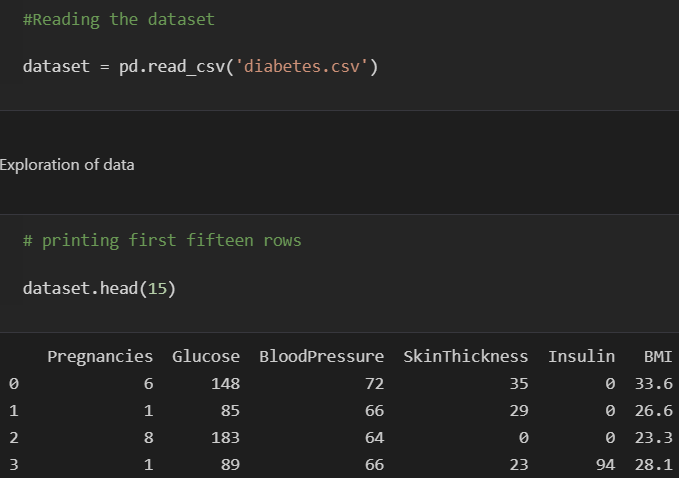 #Reading the dataset
dataset = pd.read_csv('diabetes.csv')
Exploration of data
# printing first fifteen rows
dataset.head(15)
Pregnancies Glucose BloodPressure SkinThickness Insulin BMI
0 6 148 72 35 0 33.6
1 1 85 66 29 0 26.6
2 8 183 64 0 0 23.3
3 1 89 66 23 94 28.1